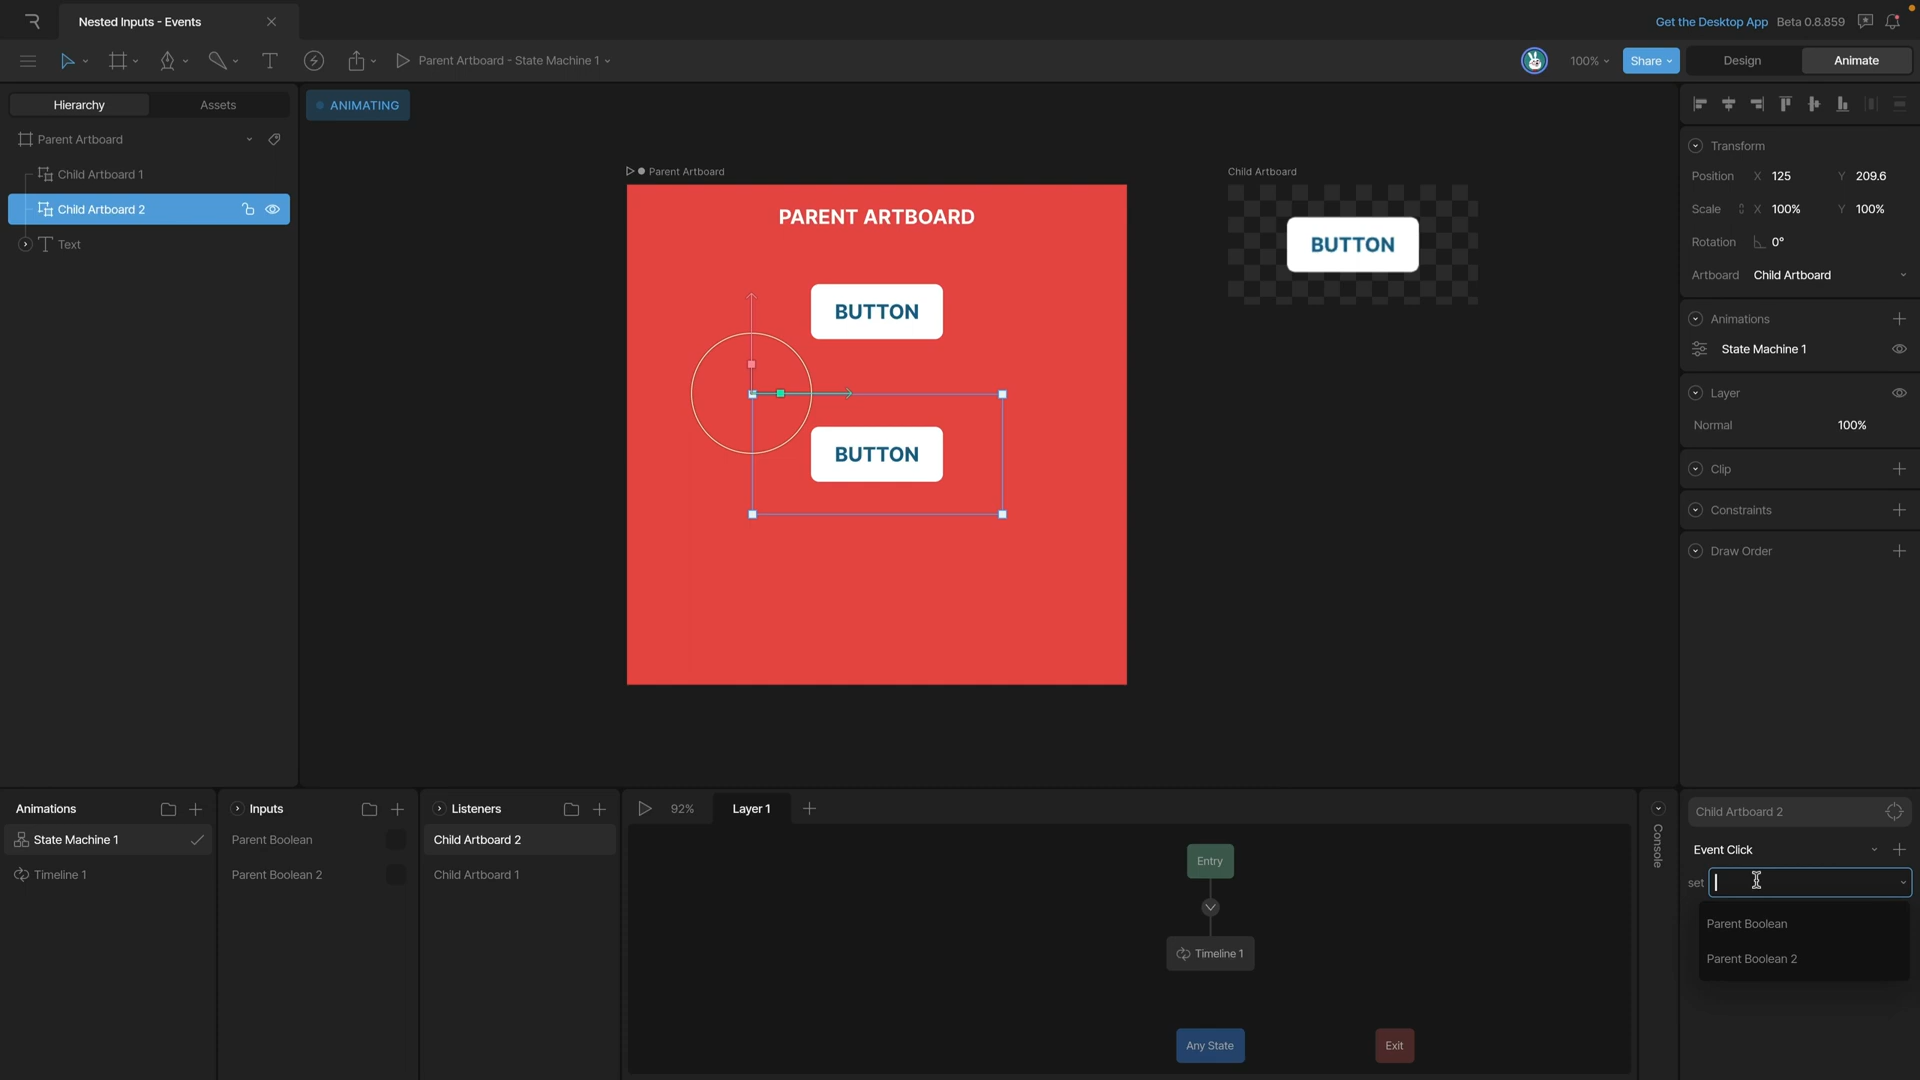 Nested Inputs - Events
Get the Desktop App
Beta 0.8.859
Parent Artboard - State Machine 1
100%
Share
Design
Animate
Hierarchy
Assets
Parent Artboard
Child Artboard 1
Child Artboard 2
Text
ANIMATING
Parent Artboard
PARENT ARTBOARD
BUTTON
BUTTON
Child Artboard
BUTTON
Transform
Position X 125 Y 209.6
Scale X 100% Y 100%
Rotation 0°
Artboard Child Artboard
Animations
State Machine 1
Layer
Normal 100%
Clip
Constraints
Draw Order
Animations
State Machine 1
Timeline 1
Inputs
Parent Boolean
Parent Boolean 2
Listeners
Child Artboard 2
Child Artboard 1
92%
Layer 1
Entry
Timeline 1
Any State
Exit
Console
Child Artboard 2
Event Click
set
Parent Boolean
Parent Boolean 2